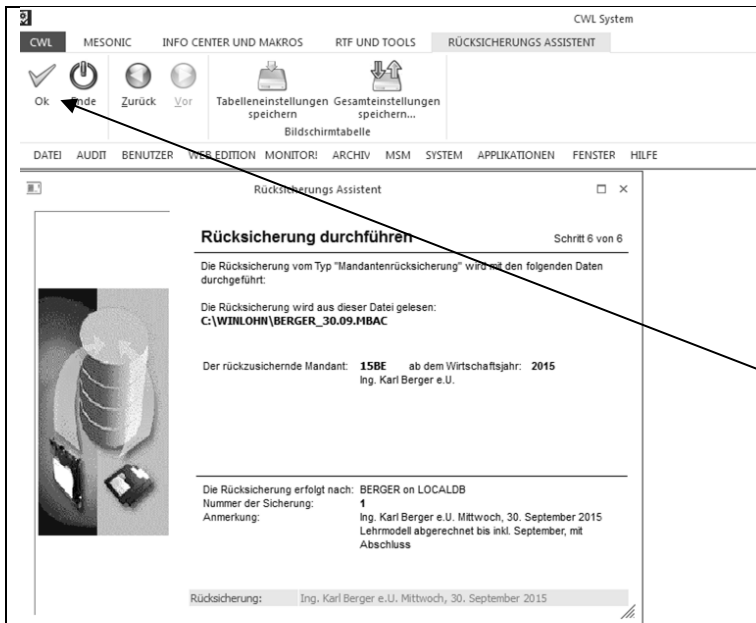 CWL System
CWL MESONIC INFO CENTER UND MAKROS RTF UND TOOLS RÜCKSICHERUNGS ASSISTENT
Ok Ende Zurück Vor Tabelleneinstellungen speichern Gesamteinstellungen speichern...
Bildschirmtabelle
DATEI AUDIT BENUTZER WEB EDITION MONITOR! ARCHIV MSM SYSTEM APPLIKATIONEN FENSTER HILFE
Rücksicherungs Assistent
Rücksicherung durchführen Schritt 6 von 6
Die Rücksicherung vom Typ "Mandantenrücksicherung" wird mit den folgenden Daten
durchgeführt:
Die Rücksicherung wird aus dieser Datei gelesen:
C:\WINLOHN\BERGER_30.09.MBAC
Der rückzusichernde Mandant: 15BE ab dem Wirtschaftsjahr: 2015
Ing. Karl Berger e.U.
Die Rücksicherung erfolgt nach: BERGER on LOCALDB
Nummer der Sicherung: 1
Anmerkung: Ing. Karl Berger e.U. Mittwoch, 30. September 2015
Lehrmodell abgerechnet bis inkl. September, mit
Abschluss
Rücksicherung: Ing. Karl Berger e.U. Mittwoch, 30. September 2015